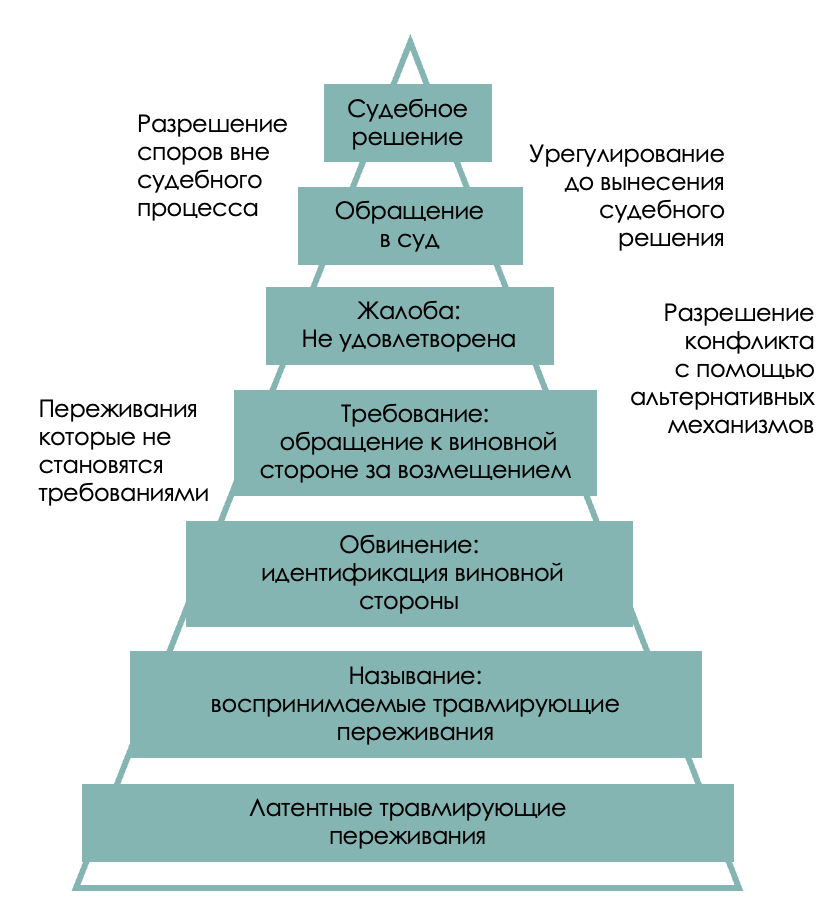 Судебное
решение
Разрешение
споров вне
судебного
процесса
Урегулирование
до вынесения
судебного
решения
Обращение
в суд
Жалоба:
Не удовлетворена
Разрешение
конфликта
с помощью
альтернативных
механизмов
Переживания
которые не
становятся
требованиями
Требование:
обращение к виновной
стороне за возмещением
Обвинение:
идентификация виновной
стороны
Называние:
воспринимаемые травмирующие
переживания
Латентные травмирующие
переживания